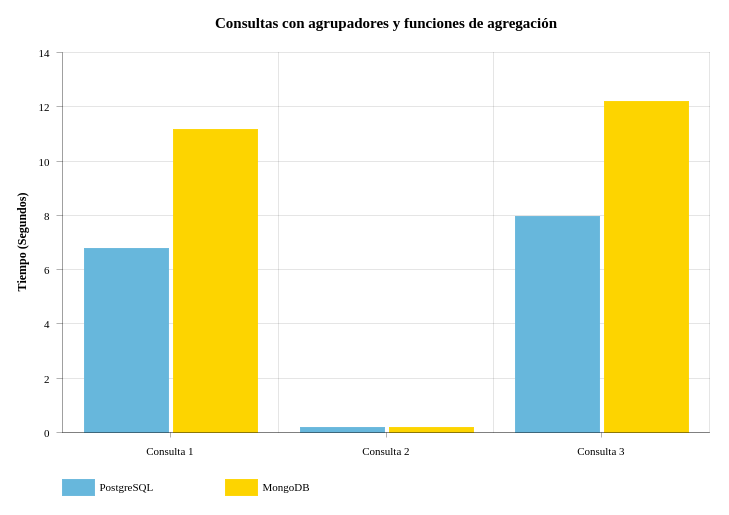 Consultas con agrupadores y funciones de agregación
14
12
10
8
6
4
2
0
Tiempo (Segundos)
Consulta 1
Consulta 2
Consulta 3
PostgreSQL
MongoDB